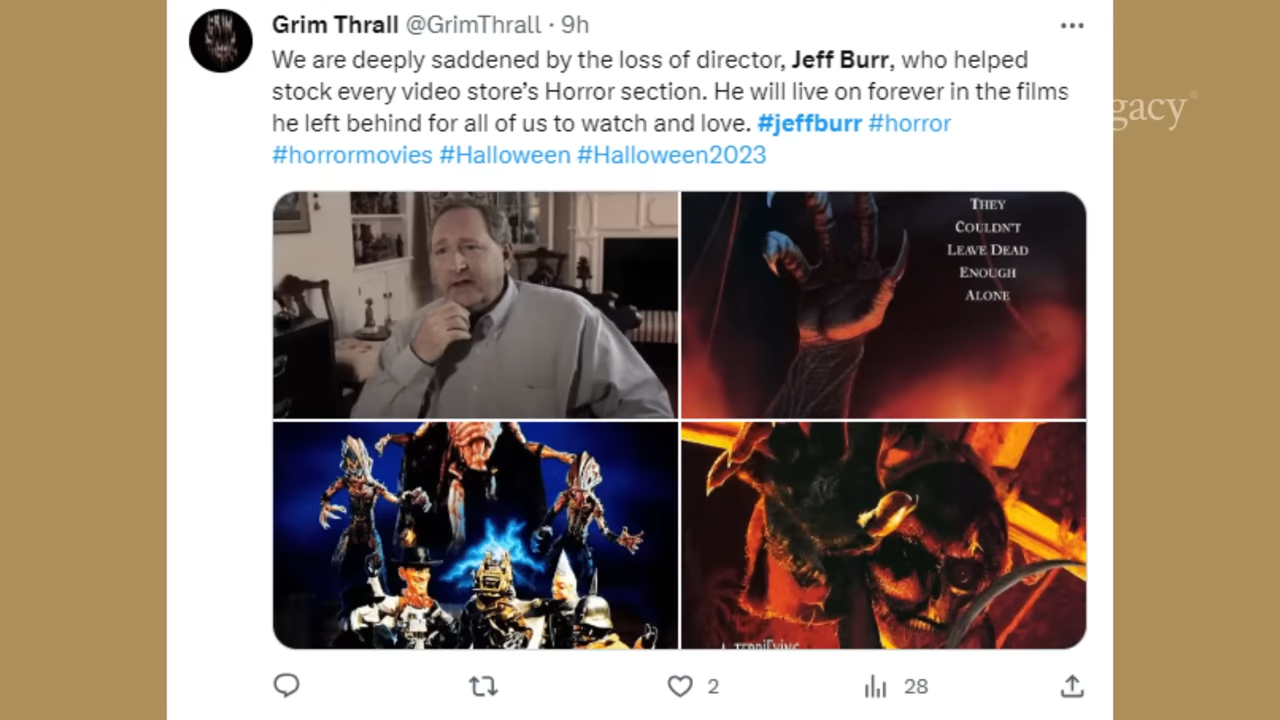 Grim Thrall @GrimThrall · 9h
We are deeply saddened by the loss of director, Jeff Burr, who helped
stock every video store's Horror section. He will live on forever in the films
he left behind for all of us to watch and love. #jeffburr #horror
#horrormovies #Halloween #Halloween2023
gacy®
THEY
COULDN'T
LEAVE DEAD
ENOUGH
ALONE
A TERRIFYING
2
28